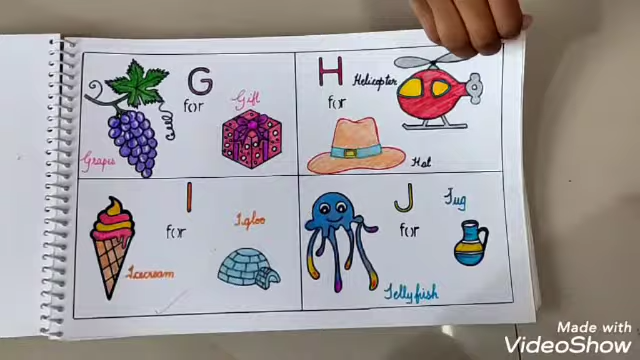 G
for
Gift
Grapes
H
for
Helicopter
Hat
I
for
Igloo
Icecream
J
for
Jug
Jellyfish
Made with
VideoShow